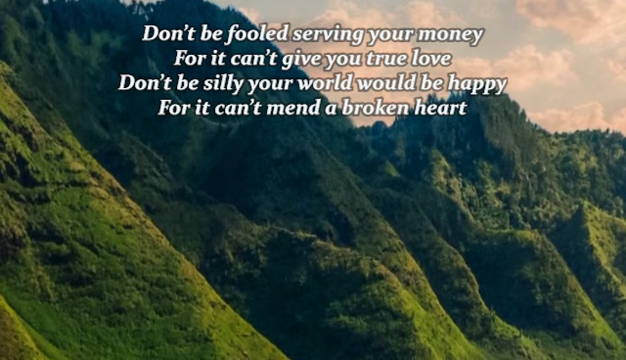 Don't be fooled serving your money
For it can't give you true love
Don't be silly your world would be happy
For it can't mend a broken heart